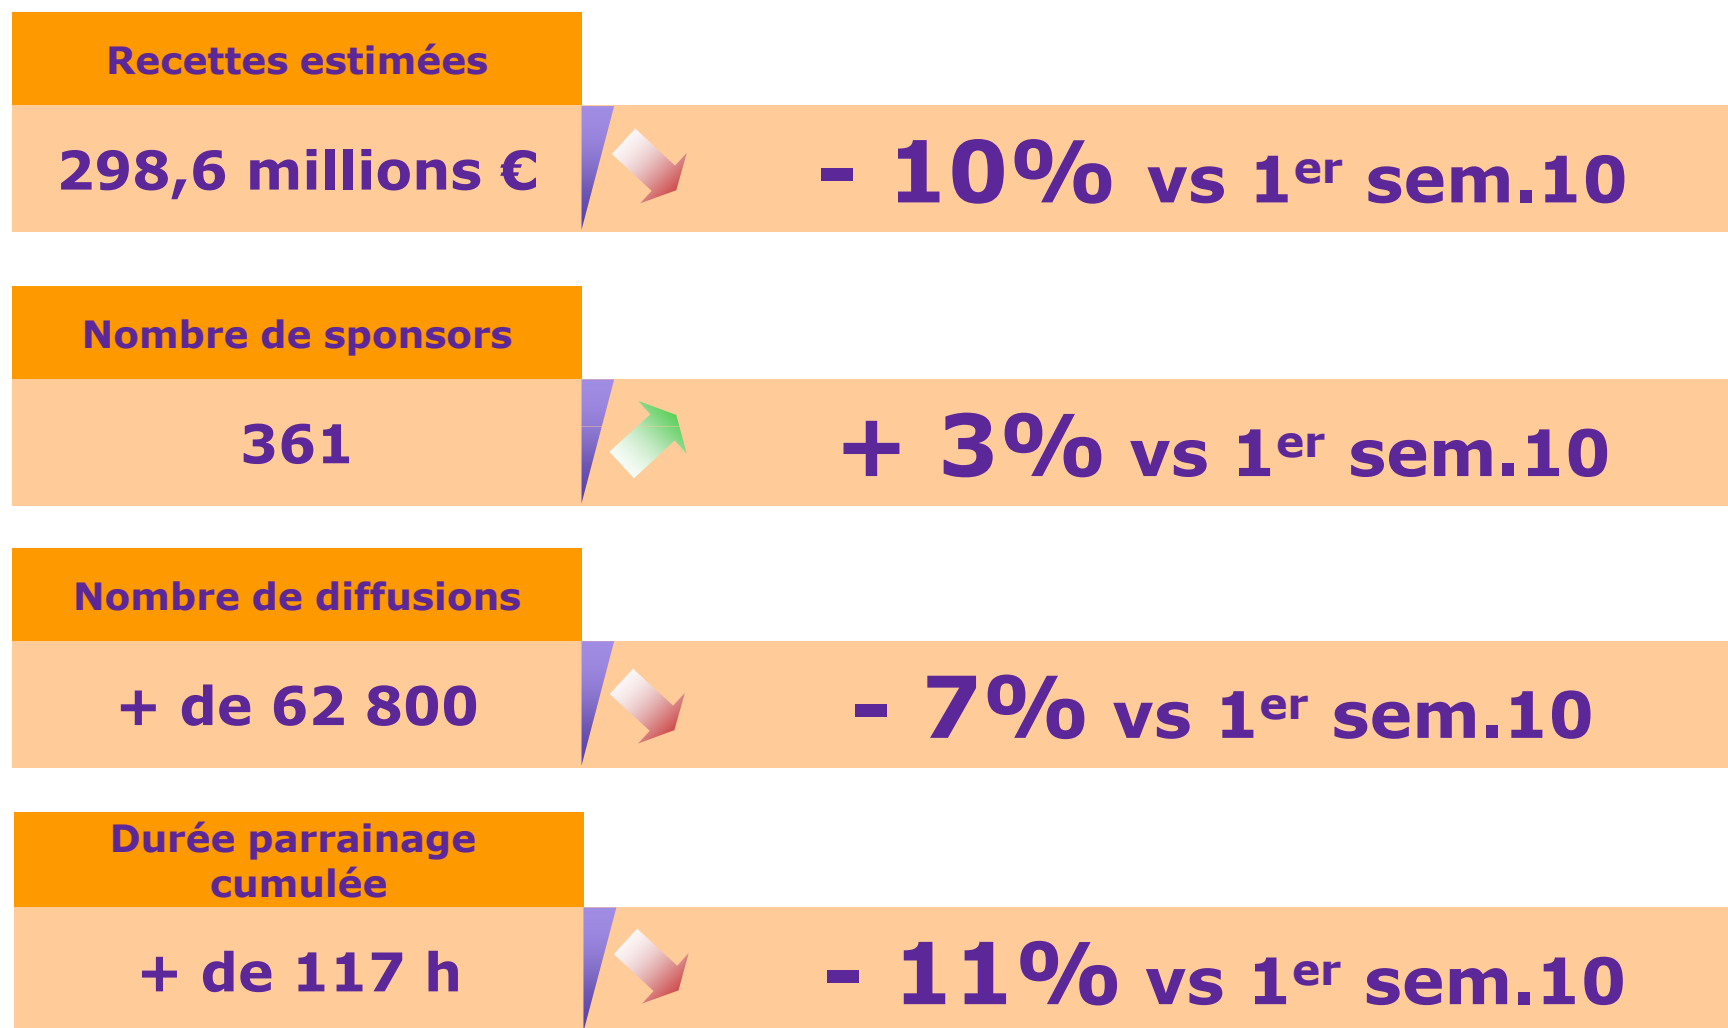 Recettes estimées
298,6 millions €
- 10% vs 1er sem.10
Nombre de sponsors
361
+ 3% vs 1er sem.10
Nombre de diffusions
+ de 62 800
- 7% vs 1er sem.10
Durée parrainage
cumulée
+ de 117 h
- 11% vs 1er sem.10